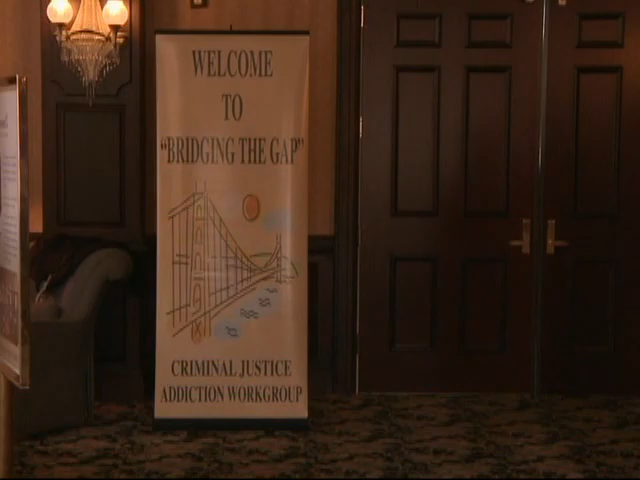 WELCOME
TO
“BRIDGING THE GAP”
CRIMINAL JUSTICE
ADDICTION WORKGROUP